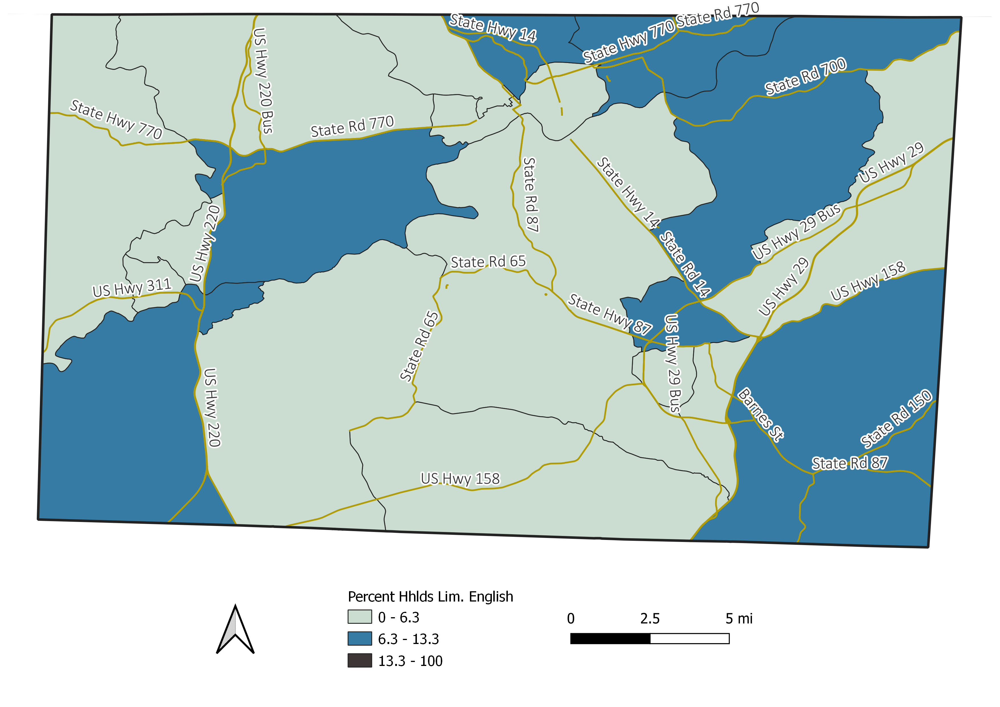 State Rd 770
State Hwy 14
State Hwy 770
US Hwy 220 Bus
State Rd 700
State Hwy 770
State Rd 770
US Hwy 29
State Rd 87
State Hwy 14
US Hwy 220
US Hwy 29 Bus
State Rd 14
State Rd 65
US Hwy 29
US Hwy 158
US Hwy 311
State Hwy 87
State Rd 65
US Hwy 29 Bus
US Hwy 220
Barnes St
State Rd 150
State Rd 87
US Hwy 158
Percent Hhlds Lim. English
0 - 6.3
6.3 - 13.3
13.3 - 100
0 2.5 5 mi